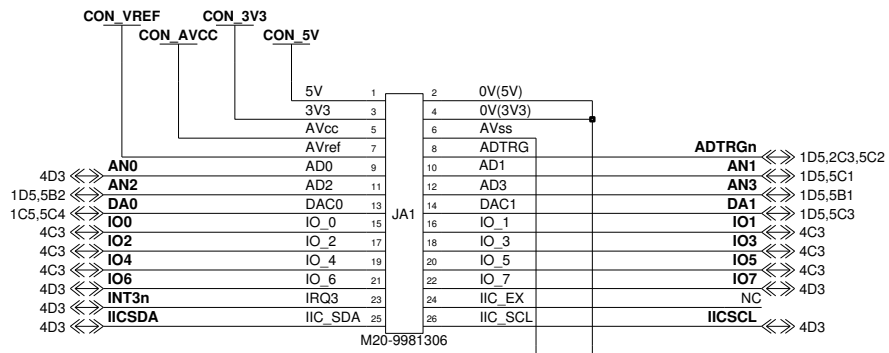 CON_VREF CON_3V3
CON_AVCC CON_5V
5V 1 2 0V(5V)
3V3 3 4 0V(3V3)
AVcc 5 6 AVss
AVref 7 8 ADTRG ADTRGn 1D5,2C3,5C2
4D3 AN0 AD0 9 10 AD1 AN1 1D5,5C1
1D5,5B2 AN2 AD2 11 12 AD3 AN3 1D5,5B1
1C5,5C4 DA0 DAC0 13 14 DAC1 DA1 1D5,5C3
JA1
4C3 IO0 IO_0 15 16 IO_1 IO1 4C3
4C3 IO2 IO_2 17 18 IO_3 IO3 4C3
4C3 IO4 IO_4 19 20 IO_5 IO5 4C3
4D3 IO6 IO_6 21 22 IO_7 IO7 4D3
4D3 INT3n IRQ3 23 24 IIC_EX NC
4D3 IICSDA IIC_SDA 25 26 IIC_SCL IICSCL 4D3
M20-9981306